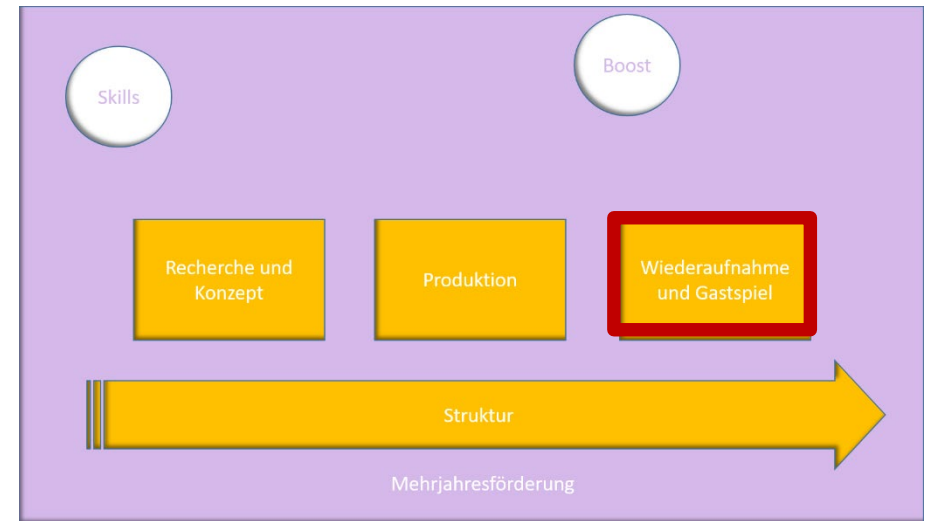 Skills
Boost
Recherche und
Konzept
Produktion
Wiederaufnahme
und Gastspiel
Struktur
Mehrjahresförderung